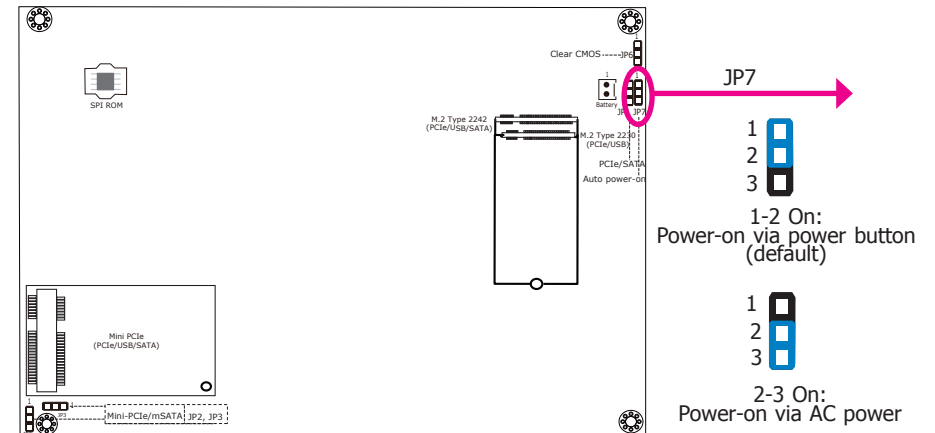 1
Clear CMOS
JP6
JP7
1
1
Battery
JP7
SPI ROM
M.2 Type 2242
(PCIe/USB/SATA)
M.2 Type 2230
(PCIe/USB)
PCIe/SATA
Auto power-on
1
2
3
1-2 On:
Power-on via power button
(default)
1
2
3
2-3 On:
Power-on via AC power
Mini PCIe
(PCIe/USB/SATA)
1
1
JP3
Mini-PCIe/mSATA
JP2, JP3